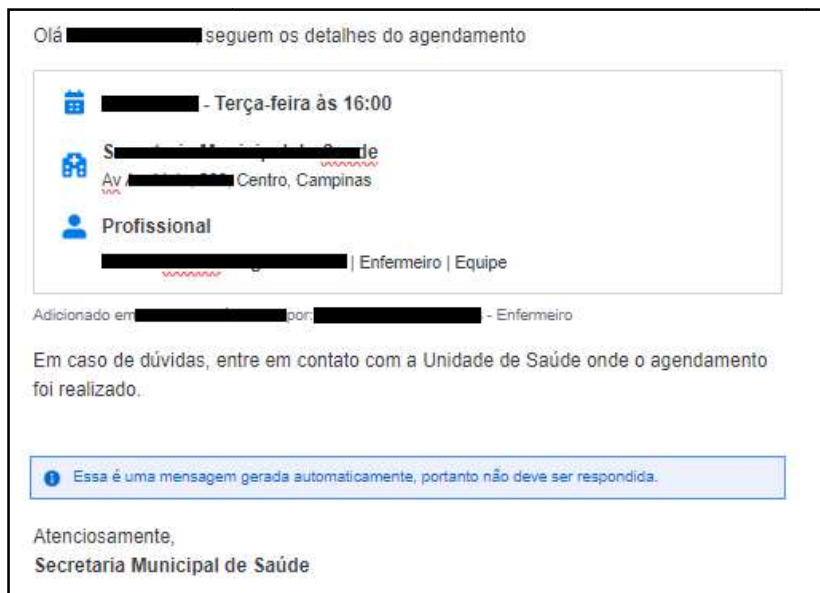 Olá , seguem os detalhes do agendamento
- Terça-feira às 16:00
Av Centro, Campinas
Profissional
| Enfermeiro | Equipe
Adicionado em por: - Enfermeiro
Em caso de dúvidas, entre em contato com a Unidade de Saúde onde o agendamento
foi realizado.
Essa é uma mensagem gerada automaticamente, portanto não deve ser respondida.
Atenciosamente,
Secretaria Municipal de Saúde